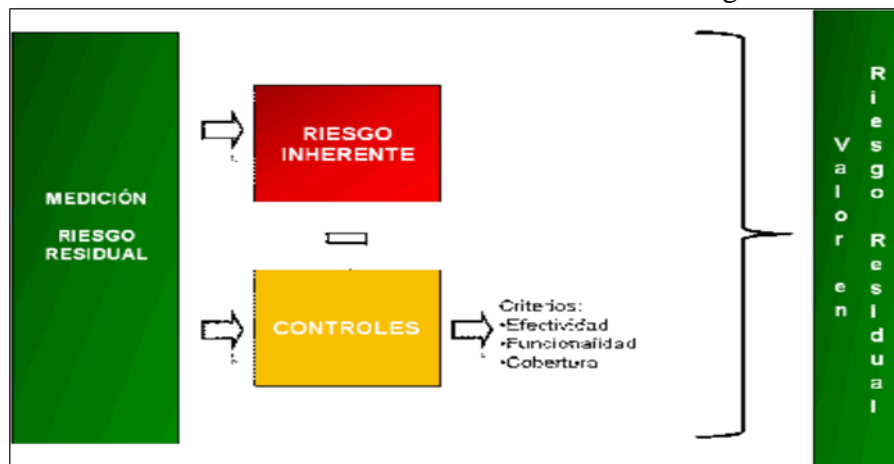 MEDICIÓN
RIESGO
RESIDUAL
RIESGO
INHERENTE
CONTROLES
Criterios:
•Efectividad
•Funcionalidad
•Cobertura
Valor en
Riesgo Residual